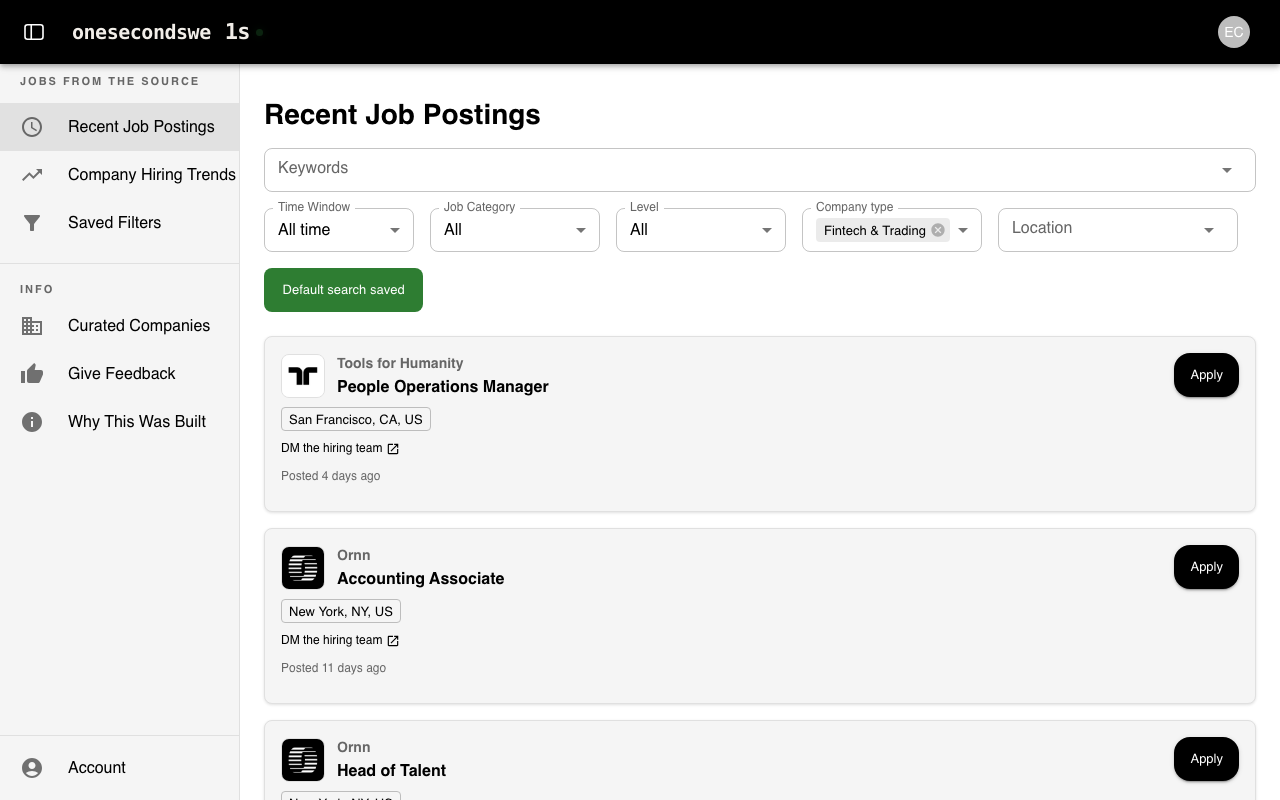 onesecondswe 1s
EC
JOBS FROM THE SOURCE
Recent Job Postings
Company Hiring Trends
Saved Filters
INFO
Curated Companies
Give Feedback
Why This Was Built
Account
Recent Job Postings
Keywords
Time Window
All time
Job Category
All
Level
All
Company type
Fintech & Trading
Location
Default search saved
Tools for Humanity
People Operations Manager
Apply
San Francisco, CA, US
DM the hiring team
Posted 4 days ago
Ornn
Accounting Associate
Apply
New York, NY, US
DM the hiring team
Posted 11 days ago
Ornn
Head of Talent
Apply
New York, NY, US